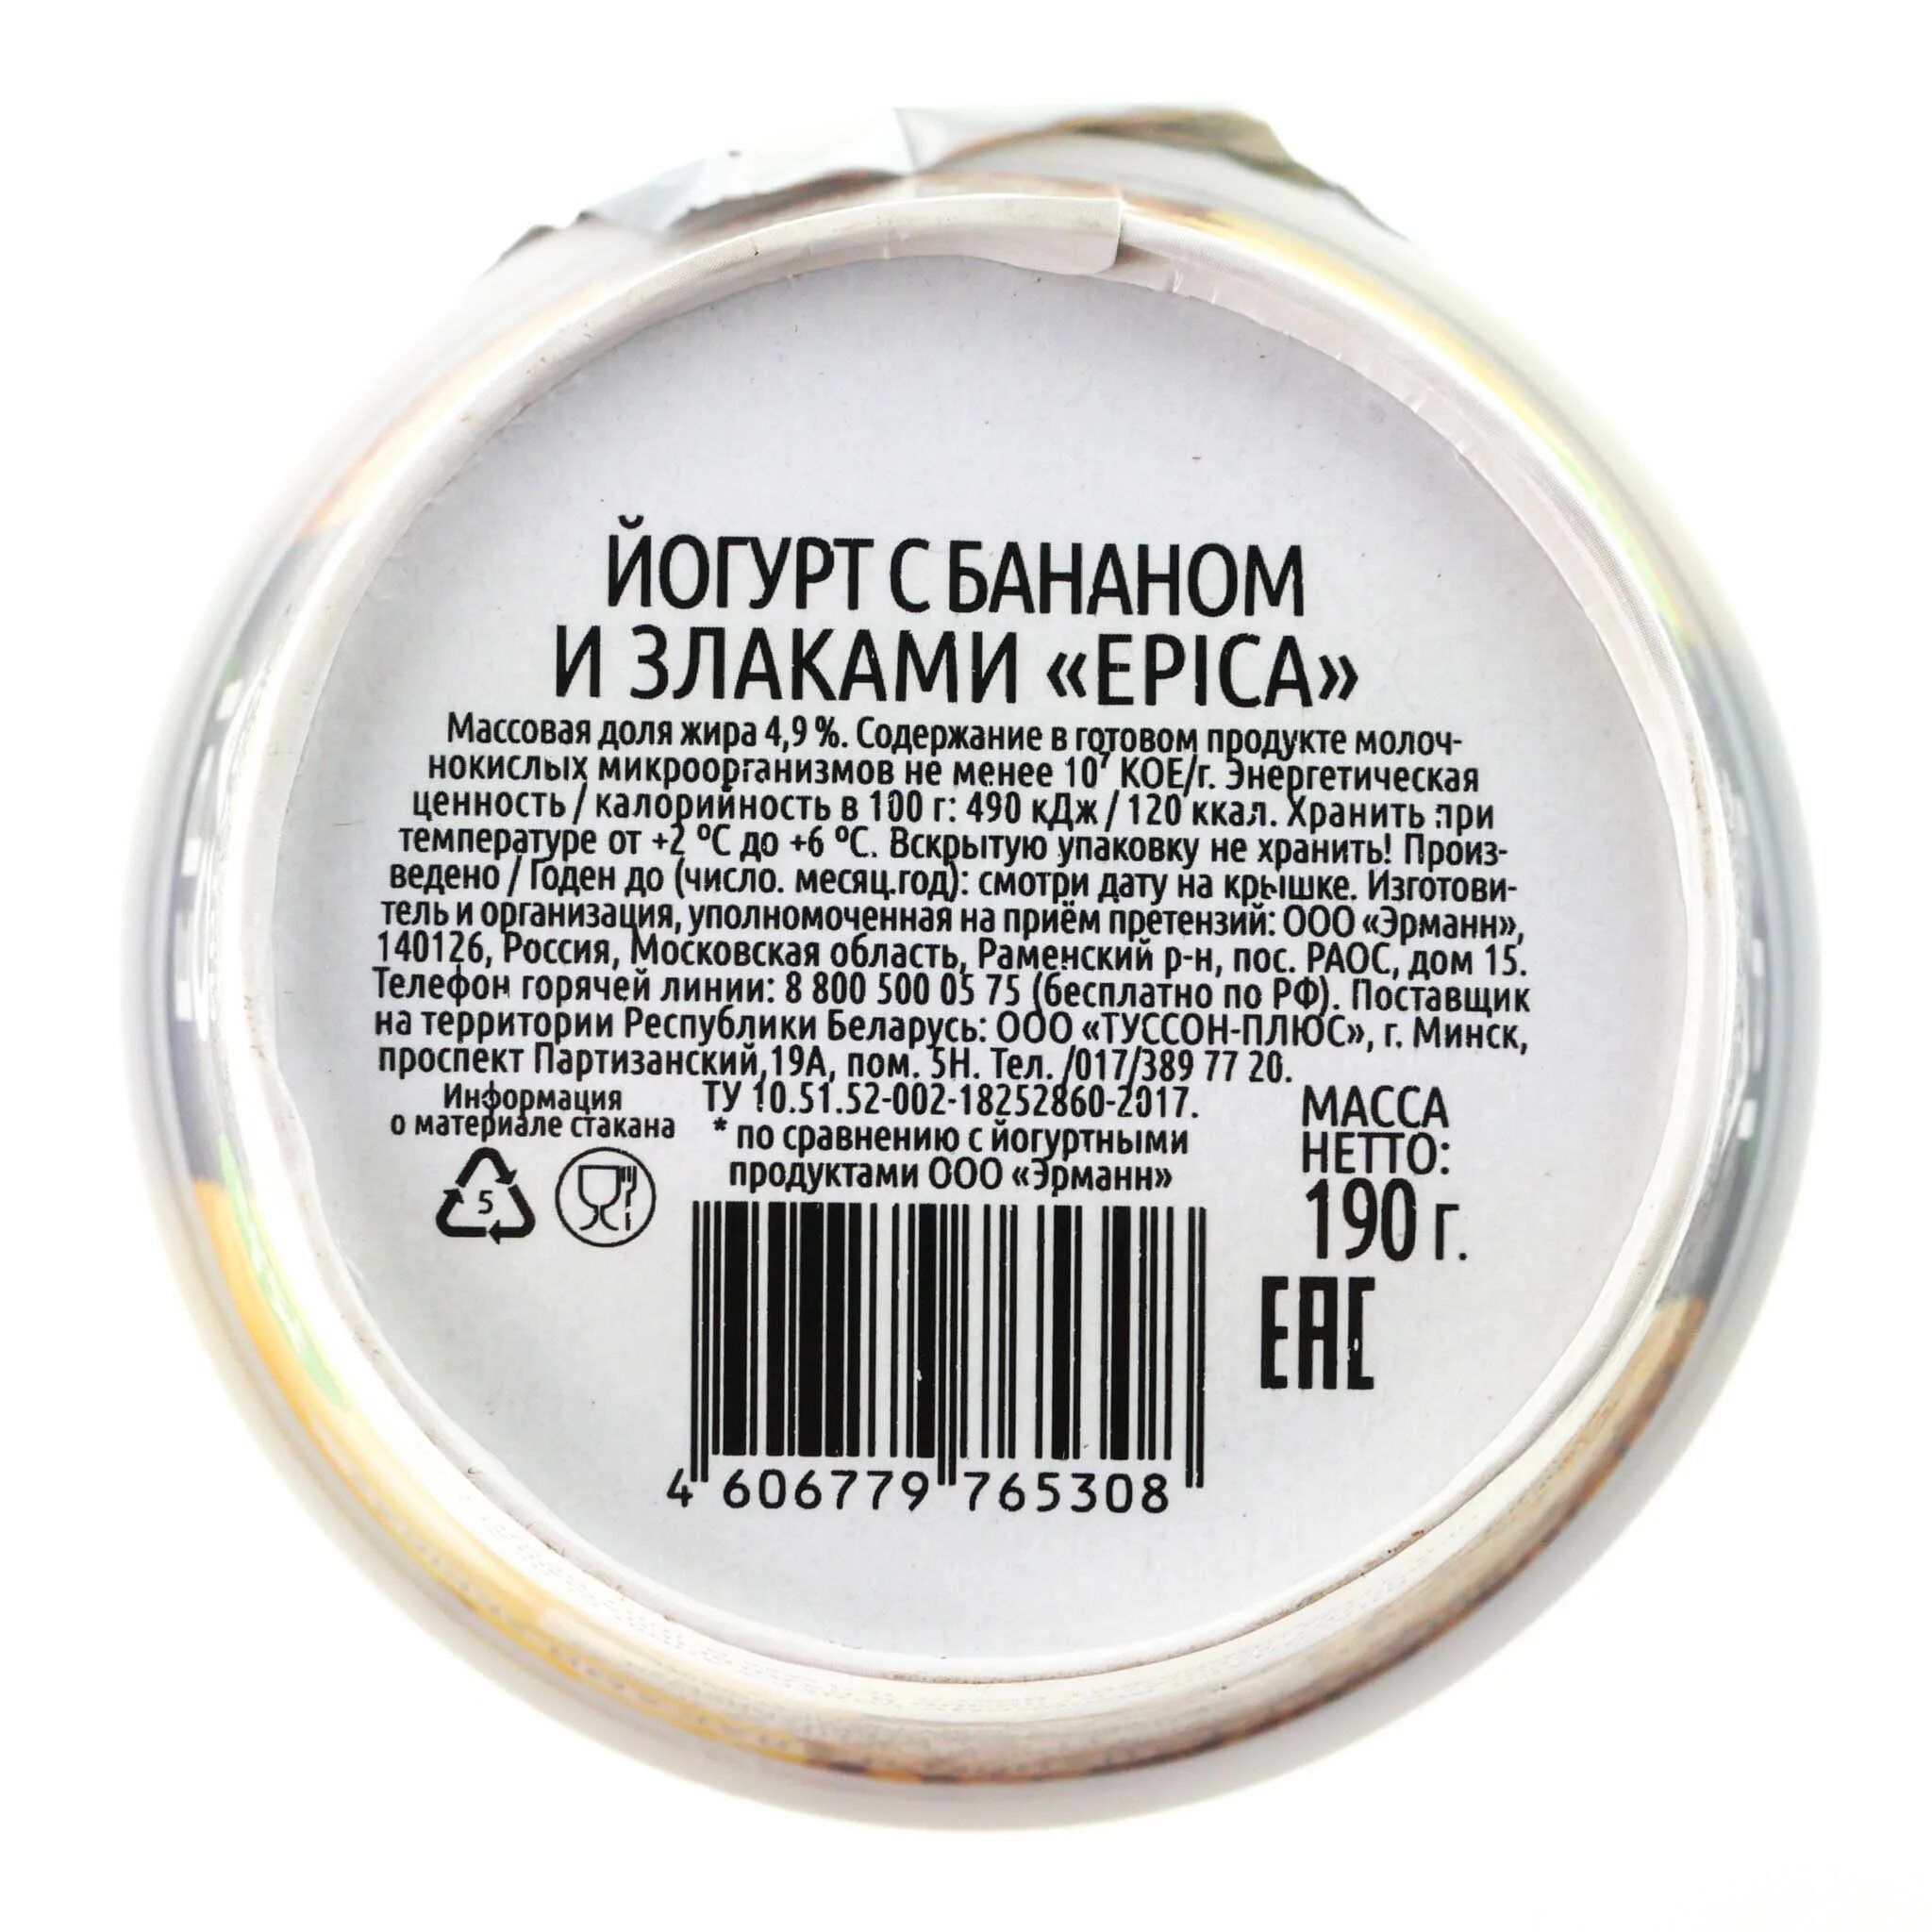 ЙОГУРТ С БАНАНОМ
И ЗЛАКАМИ «EPICA»
Массовая доля жира 4,9 %. Содержание в готовом продукте молоч-
нокислых микроорганизмов не менее 10⁷ КОЕ/г. Энергетическая
ценность / калорийность в 100 г: 490 кДж / 120 ккал. Хранить при
температуре от +2 °С до +6 °С. Вскрытую упаковку не хранить! Произ-
ведено / Годен до (число. месяц.год): смотри дату на крышке. Изготови-
тель и организация, уполномоченная на приём претензий: ООО «Эрманн»,
140126, Россия, Московская область, Раменский р-н, пос. РАОС, дом 15.
Телефон горячей линии: 8 800 500 05 75 (бесплатно по РФ). Поставщик
на территории Республики Беларусь: ООО «ТУССОН-ПЛЮС», г. Минск,
проспект Партизанский,19А, пом. 5Н. Тел. /017/389 77 20.
Информация
о материале стакана
5
ТУ 10.51.52-002-18252860-2017.
* по сравнению с йогуртными
продуктами ООО «Эрманн»
МАССА
НЕТТО:
190 г.
EAC
4 606779 765308